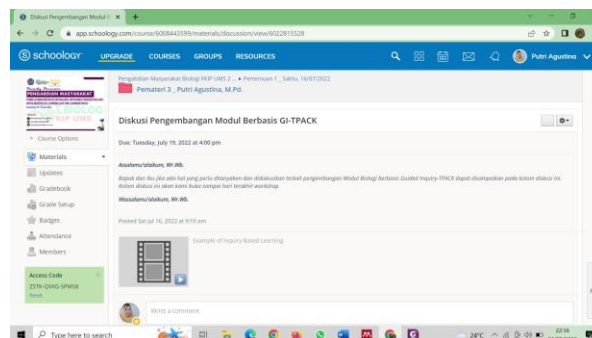 Diskusi Pengembangan Modul B
app.schoology.com/course/6008443599/materials/discussion/view/6022815528
schoology
UPGRADE
COURSES
GROUPS
RESOURCES
Putri Agustina
Pengabdian Masyarakat Biologi FKIP UMS 2 ... Pertemuan 1 _ Sabtu, 16/07/2022
Pemateri 3 _ Putri Agustina, M.Pd.
PENGABDIAN MASYARAKAT
Course Options
Materials
Updates
Gradebook
Grade Setup
Badges
Attendance
Members
Access Code
Reset
Diskusi Pengembangan Modul Berbasis GI-TPACK
Due: Tuesday, July 19, 2022 at 4:00 pm
Assalamu'alaikum, Wr.Wb.
Bapak dan Ibu jika ada hal yang perlu ditanyakan dan didiskusikan terkait pengembangan Modul Biologi berbasis Guided Inquiry-TPACK dapat disampaikan pada kolom diskusi ini.
Kolom diskusi ini akan kami buka sampai hari terakhir workshop.
Wassalamu'alaikum, Wr.Wb.
Posted Sat Jul 16, 2022 at 9:10 am
Example of Inquiry Based Learning
Write a comment
Type here to search
24°C
22:36